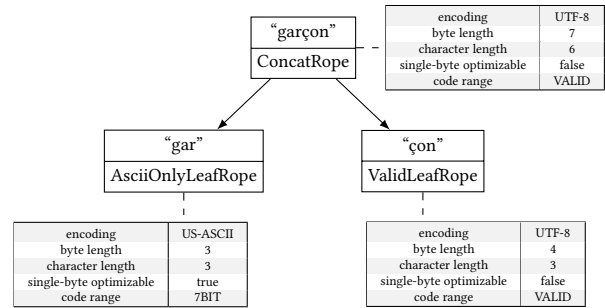 “garçon”
ConcatRope
encoding UTF-8
byte length 7
character length 6
single-byte optimizable false
code range VALID
“gar”
AsciiOnlyLeafRope
“çon”
ValidLeafRope
encoding US-ASCII
byte length 3
character length 3
single-byte optimizable true
code range 7BIT
encoding UTF-8
byte length 4
character length 3
single-byte optimizable false
code range VALID